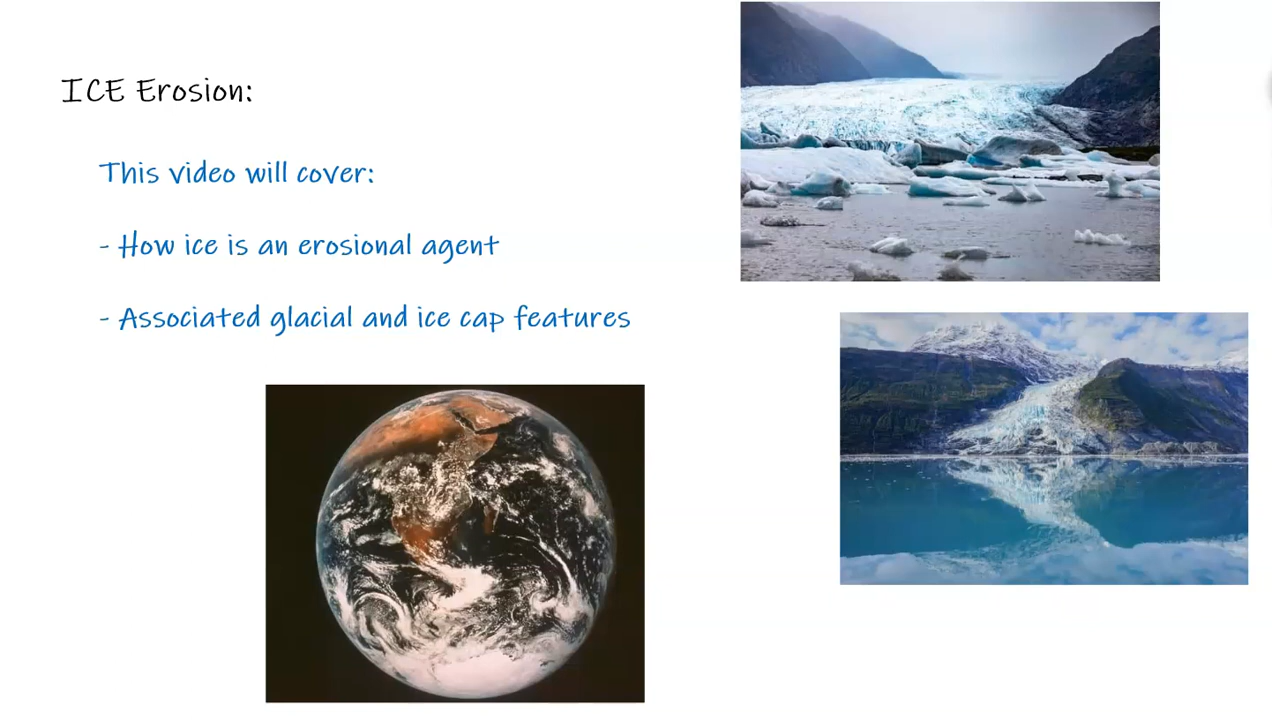 ICE Erosion:
This video will cover:
- How ice is an erosional agent
- Associated glacial and ice cap features